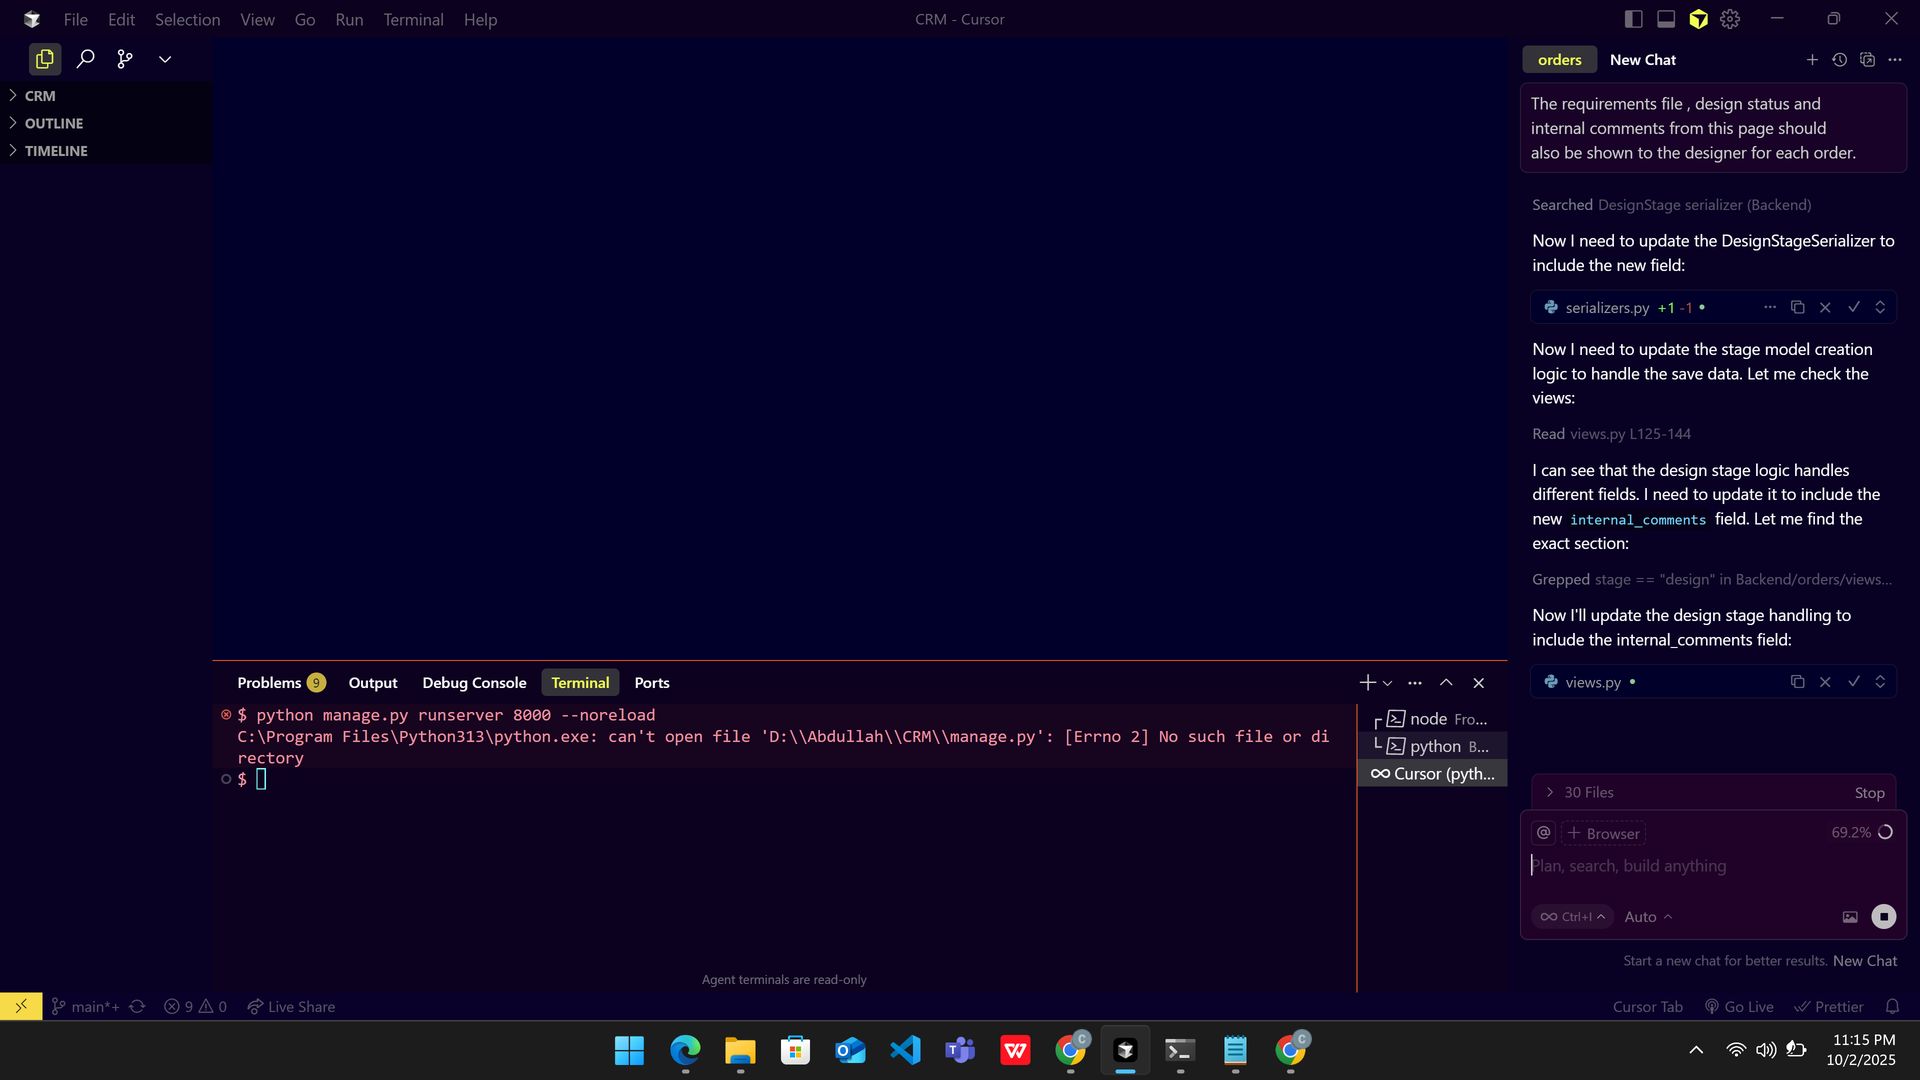 File Edit Selection View Go Run Terminal Help
CRM - Cursor
CRM
OUTLINE
TIMELINE
orders New Chat
The requirements file , design status and
internal comments from this page should
also be shown to the designer for each order.
Searched DesignStage serializer (Backend)
Now I need to update the DesignStageSerializer to
include the new field:
serializers.py +1 -1
Now I need to update the stage model creation
logic to handle the save data. Let me check the
views:
Read views.py L125-144
I can see that the design stage logic handles
different fields. I need to update it to include the
new internal_comments field. Let me find the
exact section:
Grepped stage == "design" in Backend/orders/views...
Now I'll update the design stage handling to
include the internal_comments field:
views.py
30 Files Stop
@ Browser 69.2%
Plan, search, build anything
Ctrl+I Auto
Start a new chat for better results. New Chat
Problems 9 Output Debug Console Terminal Ports
$ python manage.py runserver 8000 --noreload
C:\Program Files\Python313\python.exe: can't open file 'D:\\Abdullah\\CRM\\manage.py': [Errno 2] No such file or di
rectory
$
node Fro...
python B...
Cursor (pyth...
Agent terminals are read-only
main*+ 9 0 Live Share
Cursor Tab Go Live Prettier
11:15 PM
10/2/2025